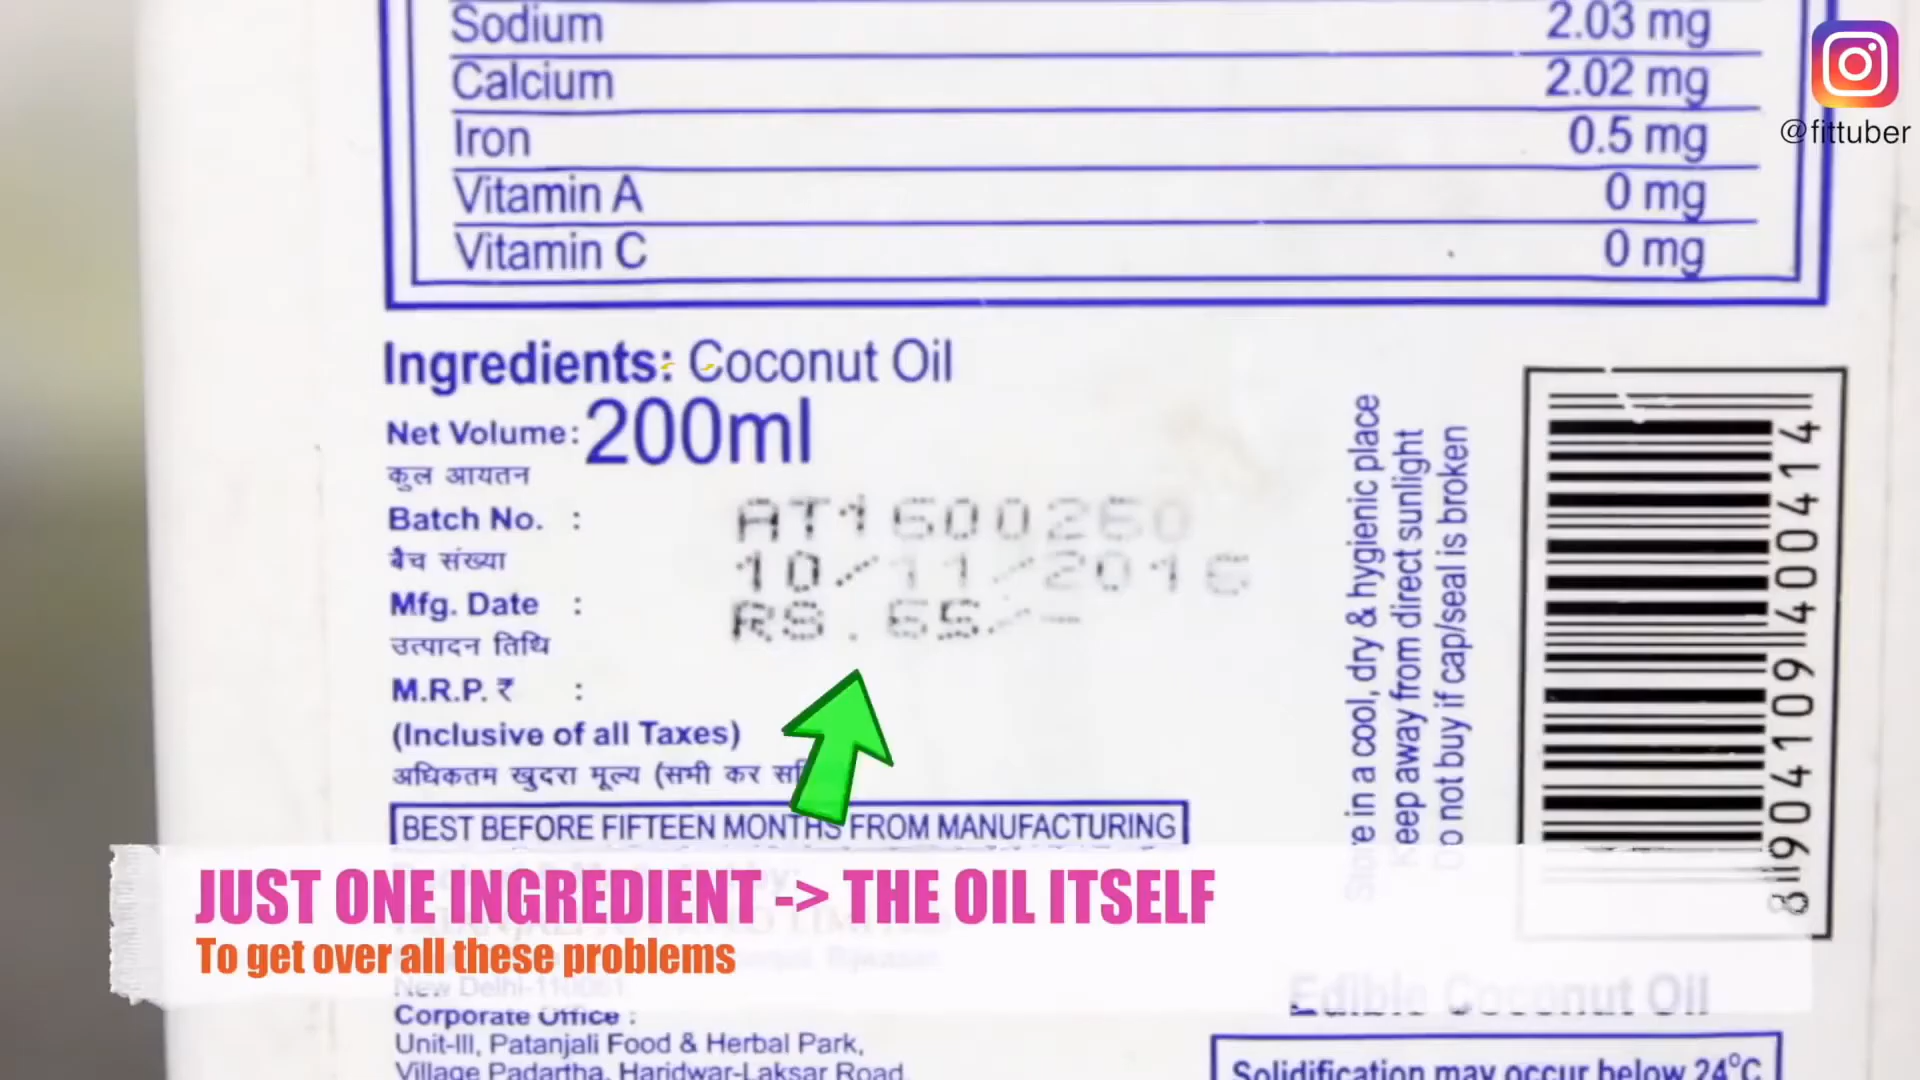 Sodium 2.03 mg
Calcium 2.02 mg
Iron 0.5 mg
Vitamin A 0 mg
Vitamin C 0 mg
@fittuber
Ingredients: Coconut Oil
Net Volume: 200ml
कुल आयतन
Batch No. : AT1600260
बैच संख्या
10/11/2016
Mfg. Date :
RS.65/-
उत्पादन तिथि
M.R.P. ₹ :
(Inclusive of all Taxes)
अधिकतम खुदरा मूल्य (सभी कर
BEST BEFORE FIFTEEN MONTHS FROM MANUFACTURING
Store in a cool, dry & hygienic place
Keep away from direct sunlight
Do not buy if cap/seal is broken
8 904109 400414
JUST ONE INGREDIENT -> THE OIL ITSELF
To get over all these problems
New Delhi-110061
Edible Coconut Oil
Corporate Office :
Unit-III, Patanjali Food & Herbal Park,
Village Padartha, Haridwar-Laksar Road,
Solidification may occur below 24°C